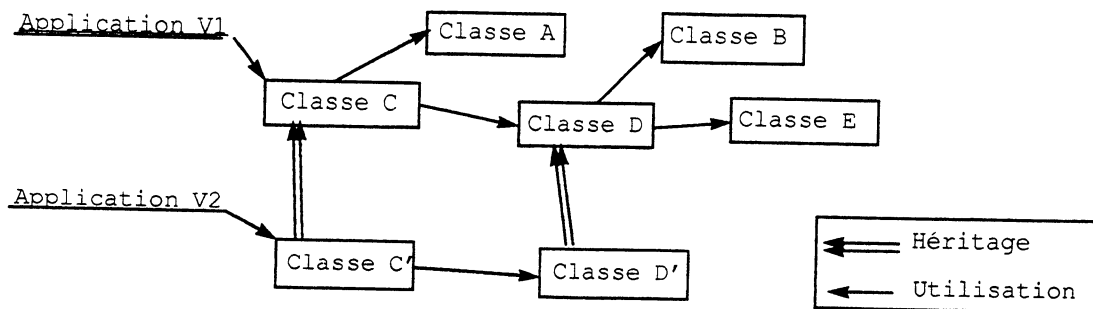 Application V1
Classe A
Classe B
Classe C
Classe D
Classe E
Application V2
Classe C'
Classe D'
Héritage
Utilisation